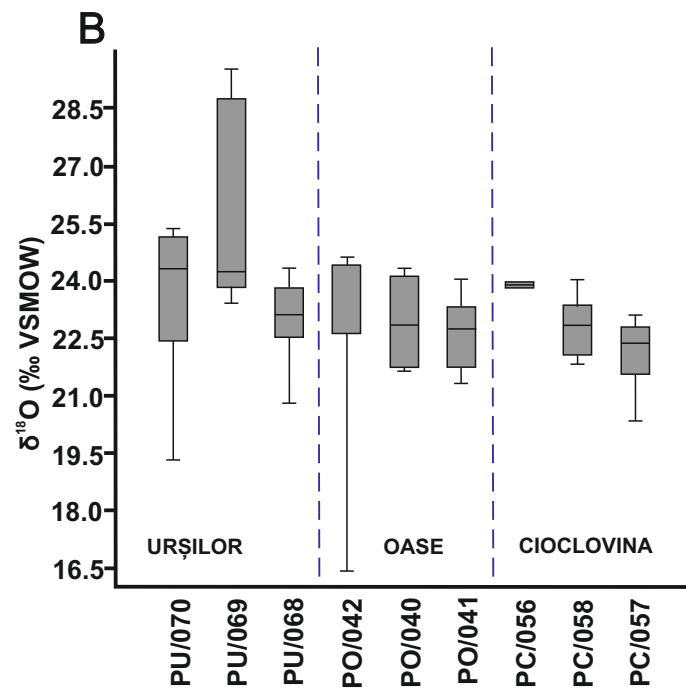 B
δ¹⁸O (‰ VSMOW)
28.5
27.0
25.5
24.0
22.5
21.0
19.5
18.0
16.5
URȘILOR
OASE
CIOCLOVINA
PU/070
PU/069
PU/068
PO/042
PO/040
PO/041
PC/056
PC/058
PC/057